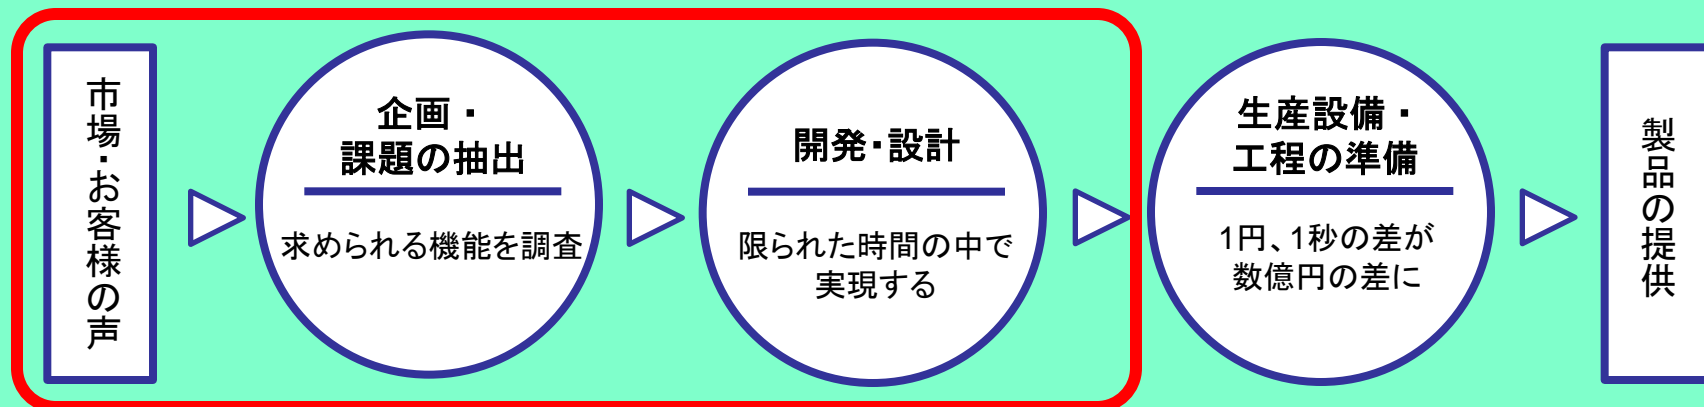 市場・お客様の声
企画・
課題の抽出
求められる機能を調査
開発・設計
限られた時間の中で
実現する
生産設備・
工程の準備
1円、1秒の差が
数億円の差に
製品の提供